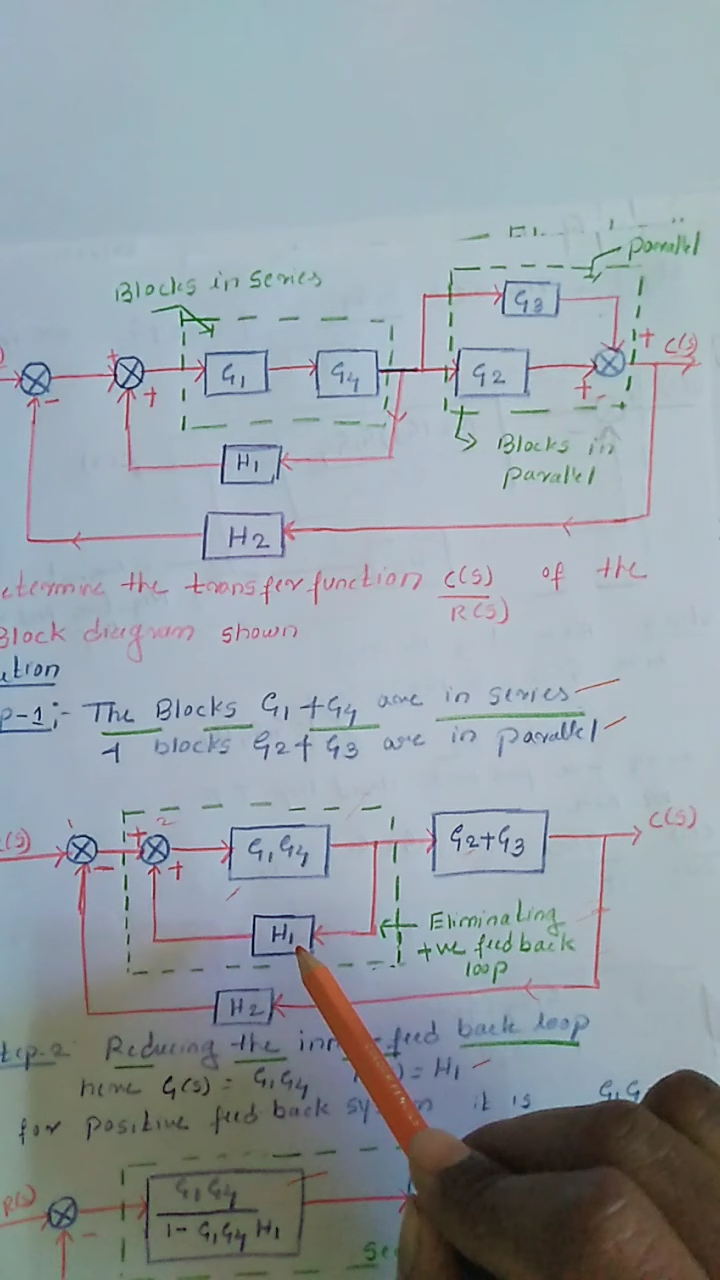 parallel
Blocks in series
G3
+ C(s)
+
G1 G4 G2
- + +
H1
Blocks in
parallel
H2
etermine the transfer function C(S) of the
R(S)
Block diagram shown
ution
P-1;- The Blocks G1 + G4 are in series
+ blocks G2 + G3 are in parallel
2 C(S)
(S) + G1G4 G2+G3
- +
H1 Eliminating
+ve feed back
loop
H2
tep-2 Reducing the feed back loop
here G(s) = G1G4 = H1
for positive feed back it is
R(s) G1G4
1 - G1G4 H1
-